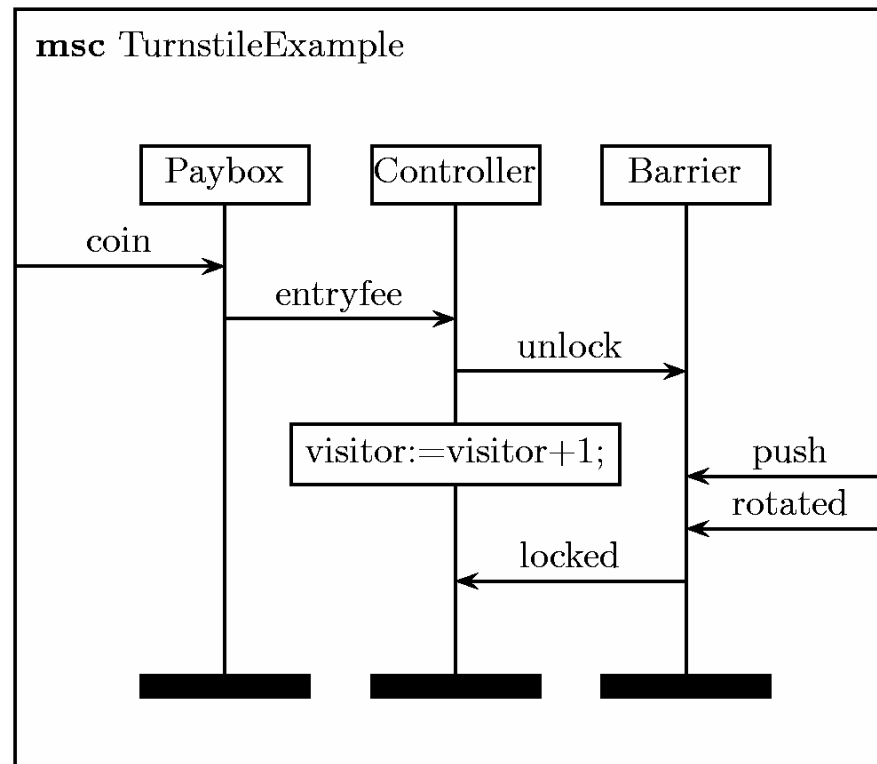 msc TurnstileExample
Paybox
Controller
Barrier
coin
entryfee
unlock
visitor:=visitor+1;
push
rotated
locked